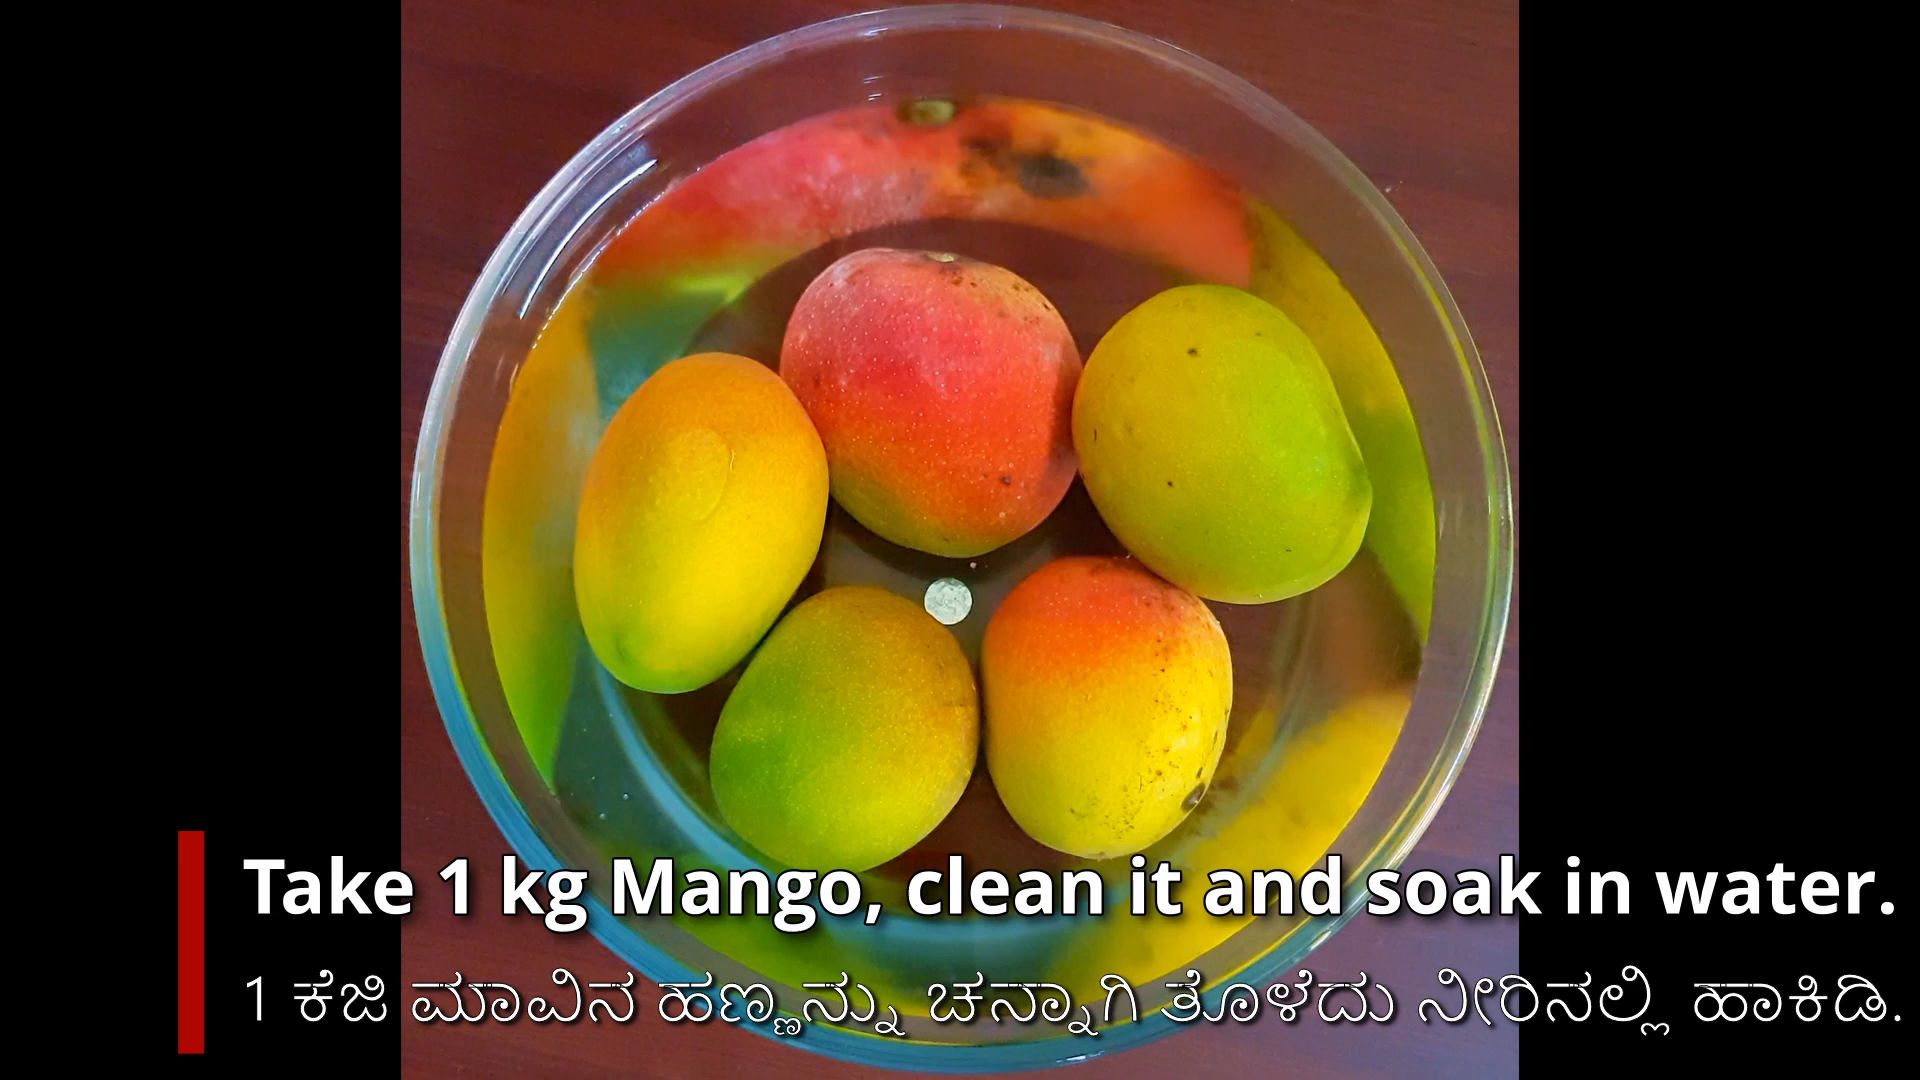 Take 1 kg Mango, clean it and soak in water.
1 ಕೆಜಿ ಮಾವಿನ ಹಣ್ಣನ್ನು ಚನ್ನಾಗಿ ತೊಳೆದು ನೀರಿನಲ್ಲಿ ಹಾಕಿಡಿ.